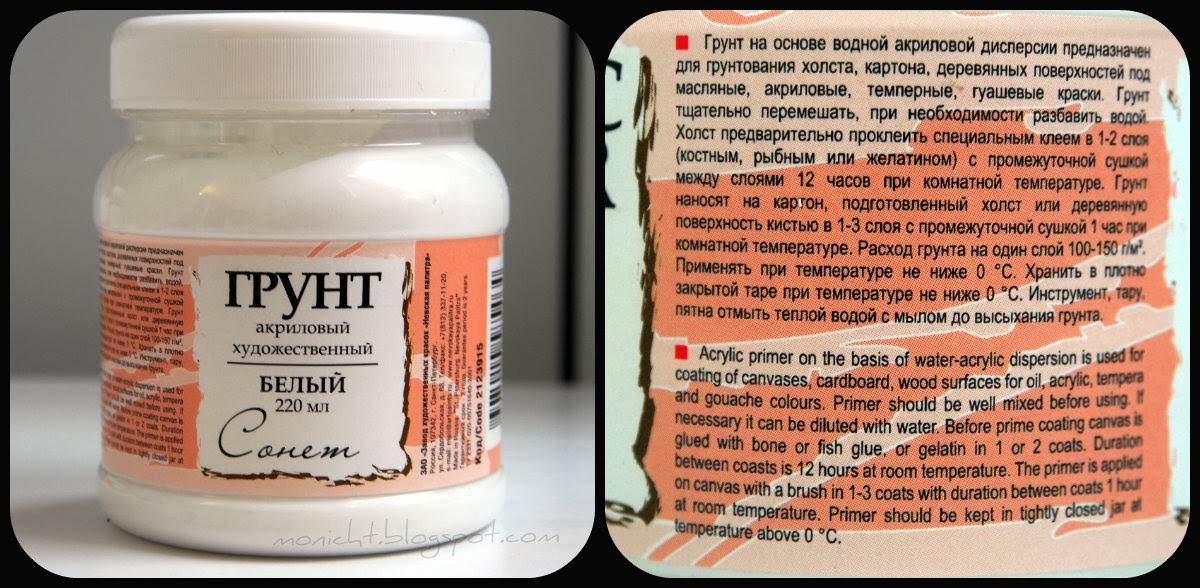 ГРУНТ
акриловый
художественный
БЕЛЫЙ
220 мл
Сонет
ЗАО «Завод художественных красок «Невская палитра»
Россия, 197342, г. Санкт-Петербург,
Код/Code 2123915
monicht.blogspot.com
Грунт на основе водной акриловой дисперсии предназначен
для грунтования холста, картона, деревянных поверхностей под
масляные, акриловые, темперные, гуашевые краски. Грунт
тщательно перемешать, при необходимости разбавить водой.
Холст предварительно проклеить специальным клеем в 1-2 слоя
(костным, рыбным или желатином) с промежуточной сушкой
между слоями 12 часов при комнатной температуре. Грунт
наносят на картон, подготовленный холст или деревянную
поверхность кистью в 1-3 слоя с промежуточной сушкой 1 час при
комнатной температуре. Расход грунта на один слой 100-150 г/м².
Применять при температуре не ниже 0 °С. Хранить в плотно
закрытой таре при температуре не ниже 0 °С. Инструмент, тару,
пятна отмыть теплой водой с мылом до высыхания грунта.
Acrylic primer on the basis of water-acrylic dispersion is used for
coating of canvases, cardboard, wood surfaces for oil, acrylic, tempera
and gouache colours. Primer should be well mixed before using. If
necessary it can be diluted with water. Before prime coating canvas is
glued with bone or fish glue, or gelatin in 1 or 2 coats. Duration
between coasts is 12 hours at room temperature. The primer is applied
on canvas with a brush in 1-3 coats with duration between coats 1 hour
at room temperature. Primer should be kept in tightly closed jar at
temperature above 0 °C.